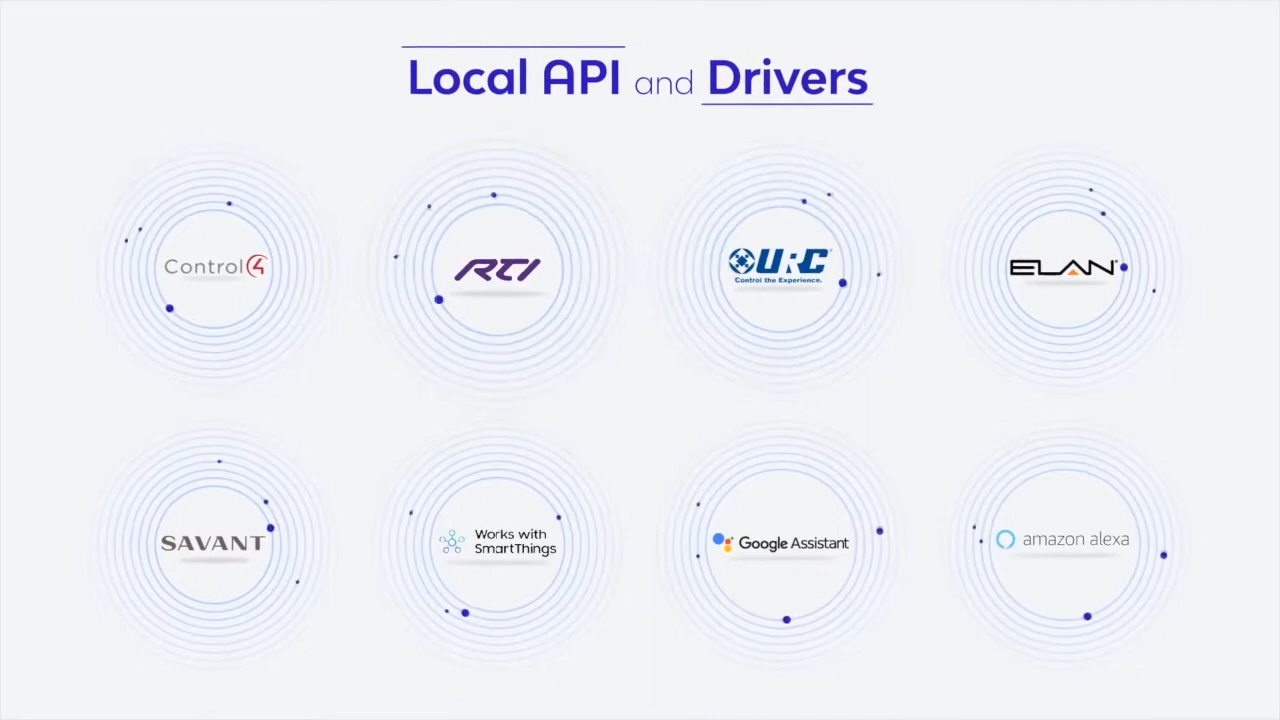 Local API and Drivers
Control4
RTI
URC®
Control the Experience.
ELAN®
SAVANT
Works with
SmartThings
Google Assistant
amazon alexa